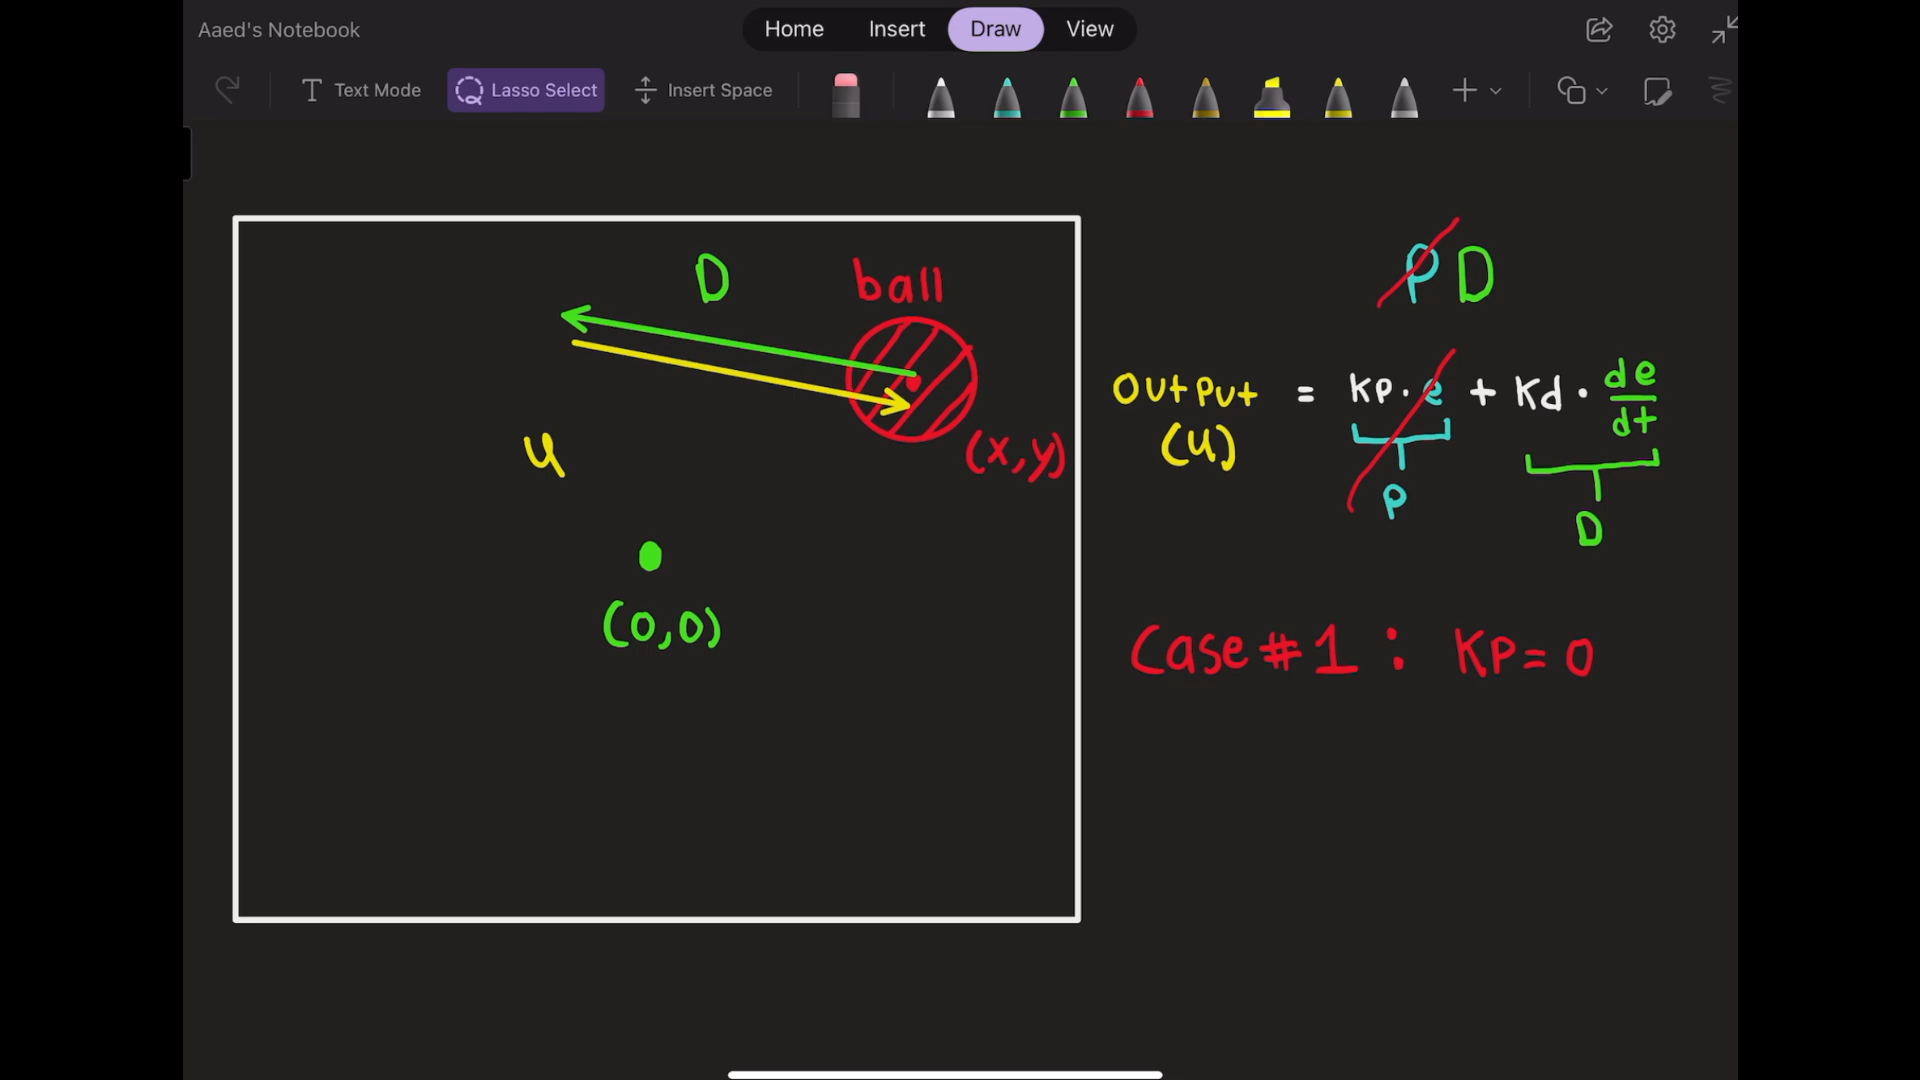 Aaed's Notebook
Home Insert Draw View
Text Mode Lasso Select Insert Space
D
ball
(x,y)
u
(0,0)
PD
output = Kp · e + Kd · de/dt
(u)
P
D
Case #1 : Kp = 0